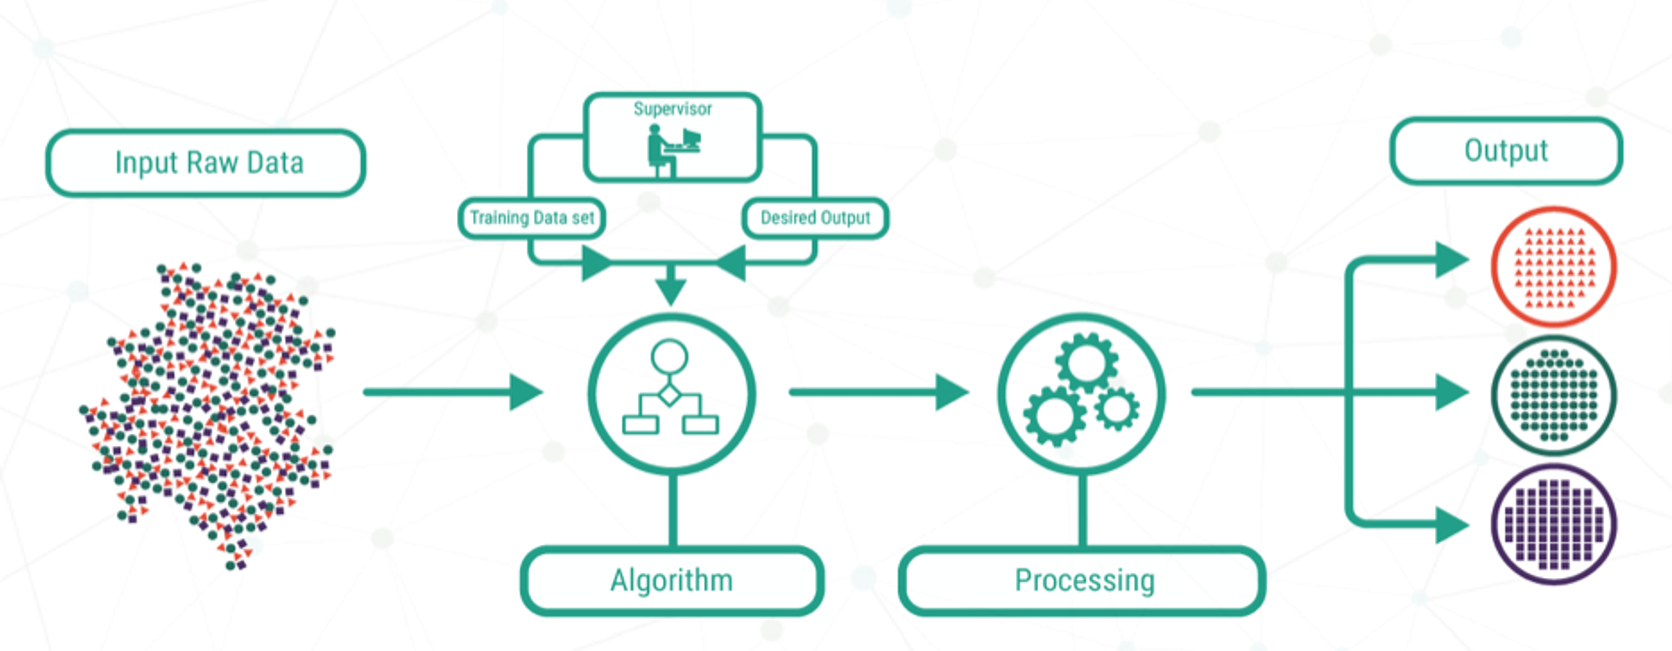 Input Raw Data
Supervisor
Training Data set
Desired Output
Algorithm
Processing
Output